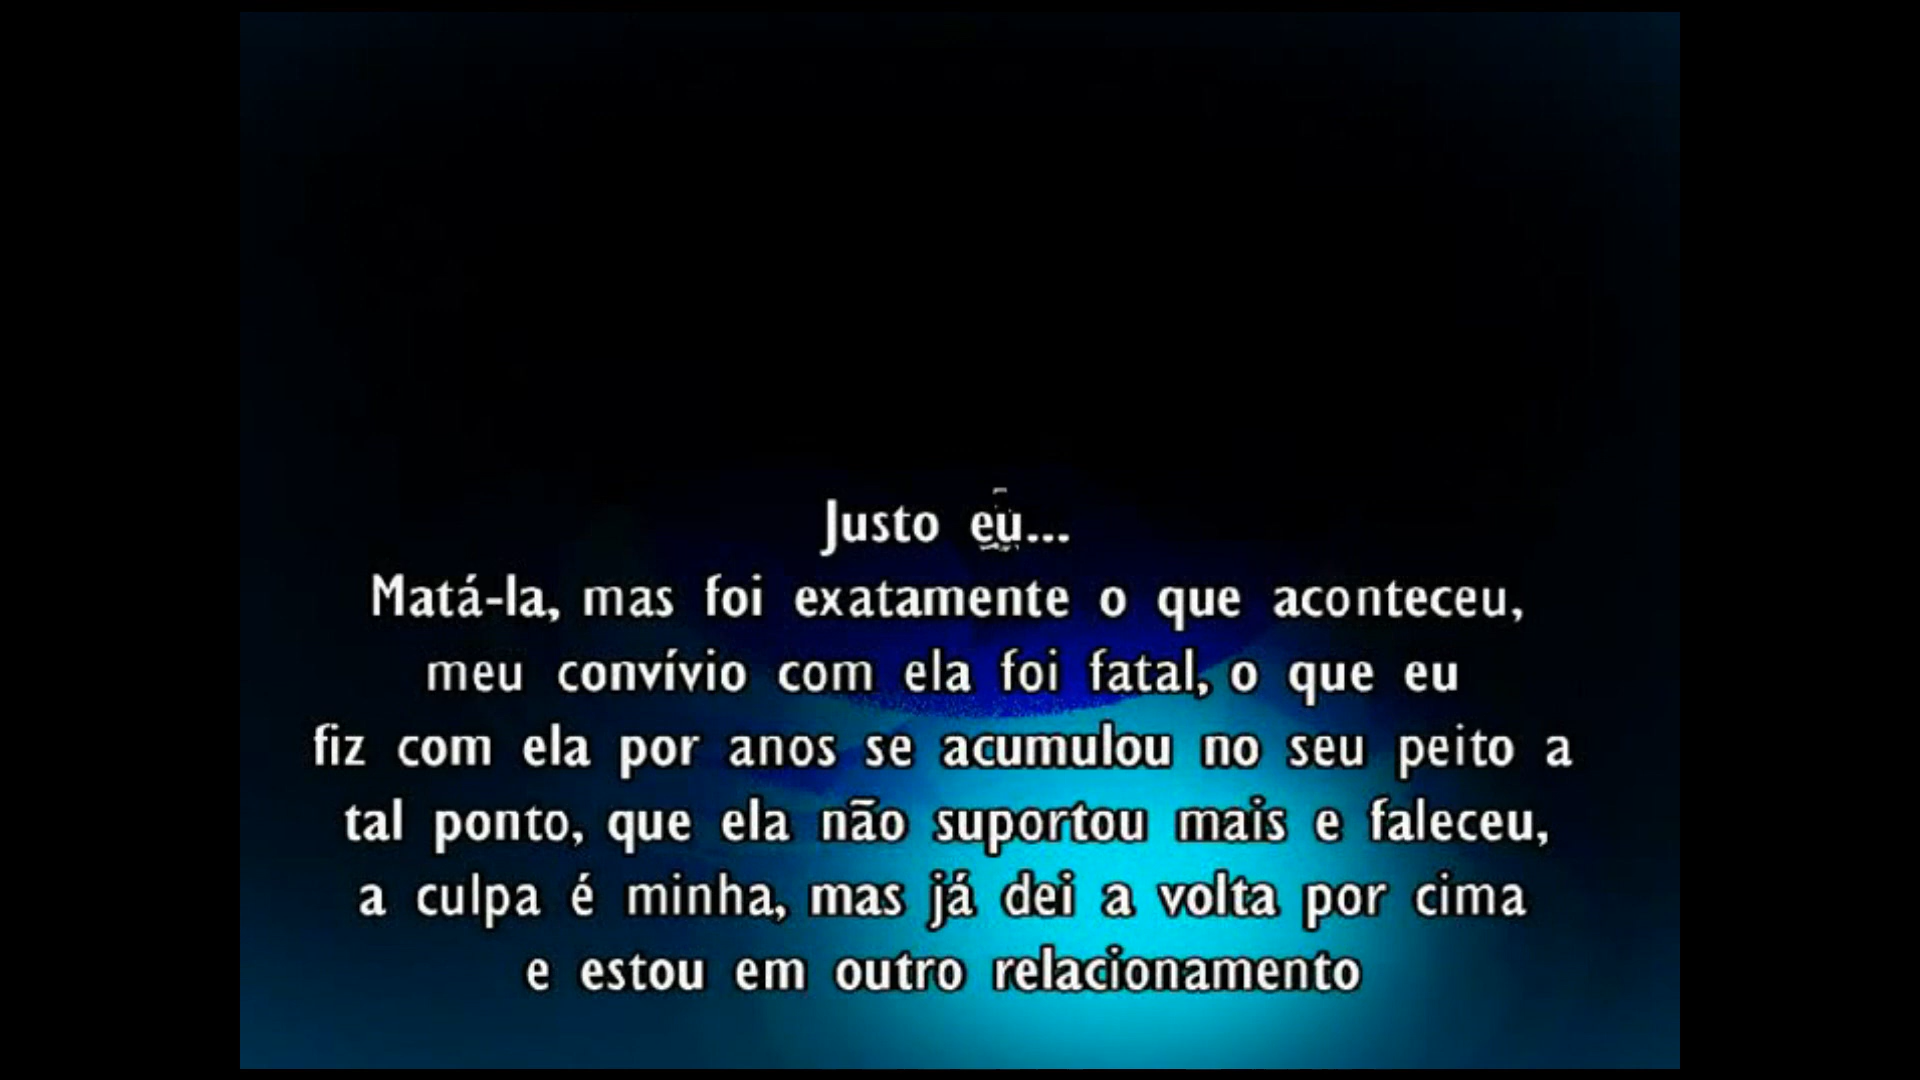 Justo eu...
Matá-la, mas foi exatamente o que aconteceu,
meu convívio com ela foi fatal, o que eu
fiz com ela por anos se acumulou no seu peito a
tal ponto, que ela não suportou mais e faleceu,
a culpa é minha, mas já dei a volta por cima
e estou em outro relacionamento